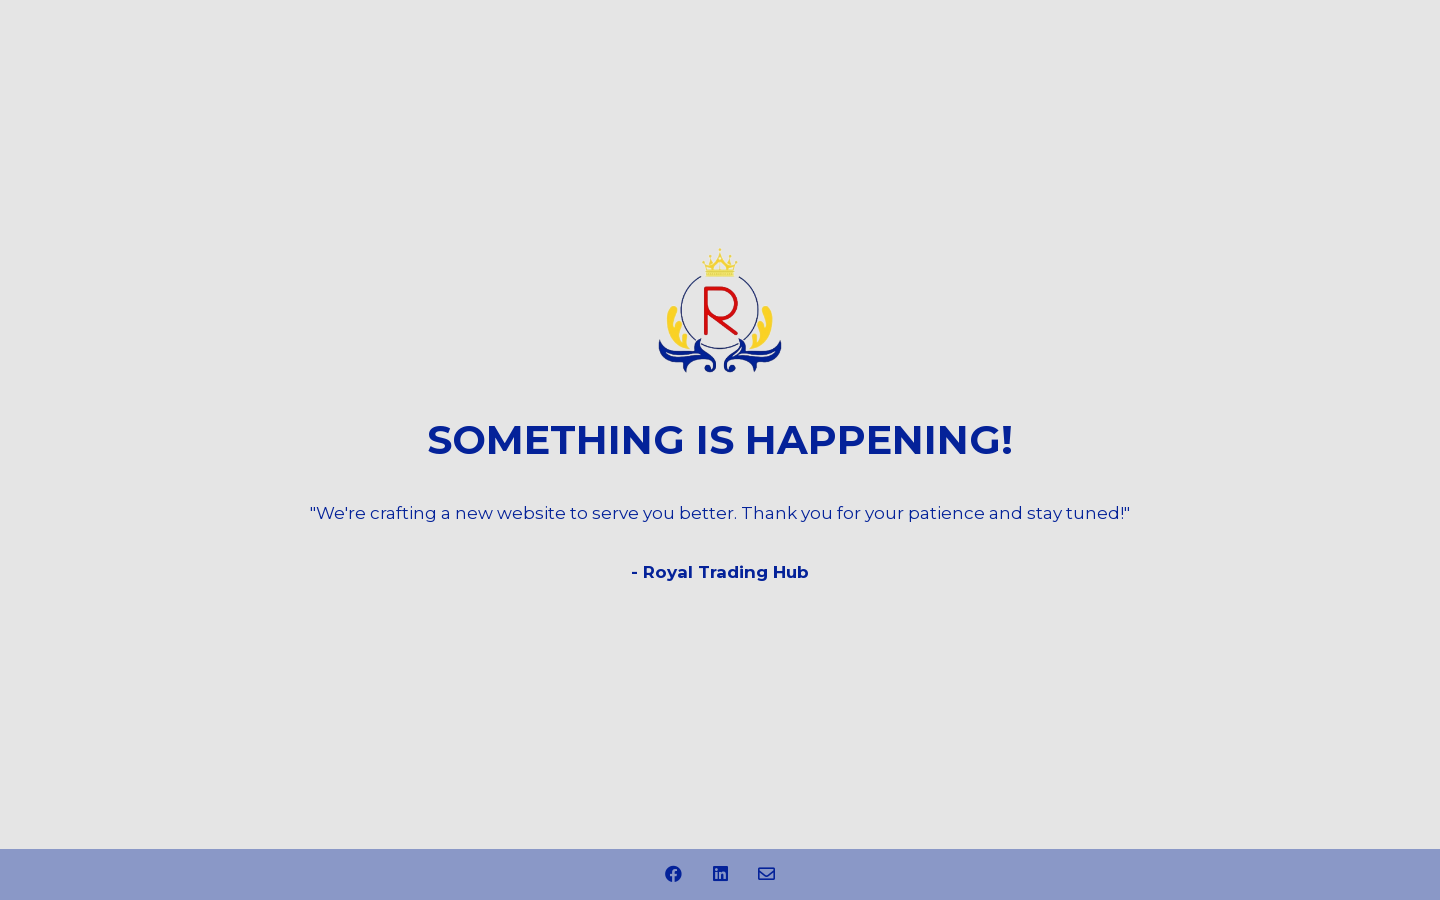 R
SOMETHING IS HAPPENING!
"We're crafting a new website to serve you better. Thank you for your patience and stay tuned!"
- Royal Trading Hub